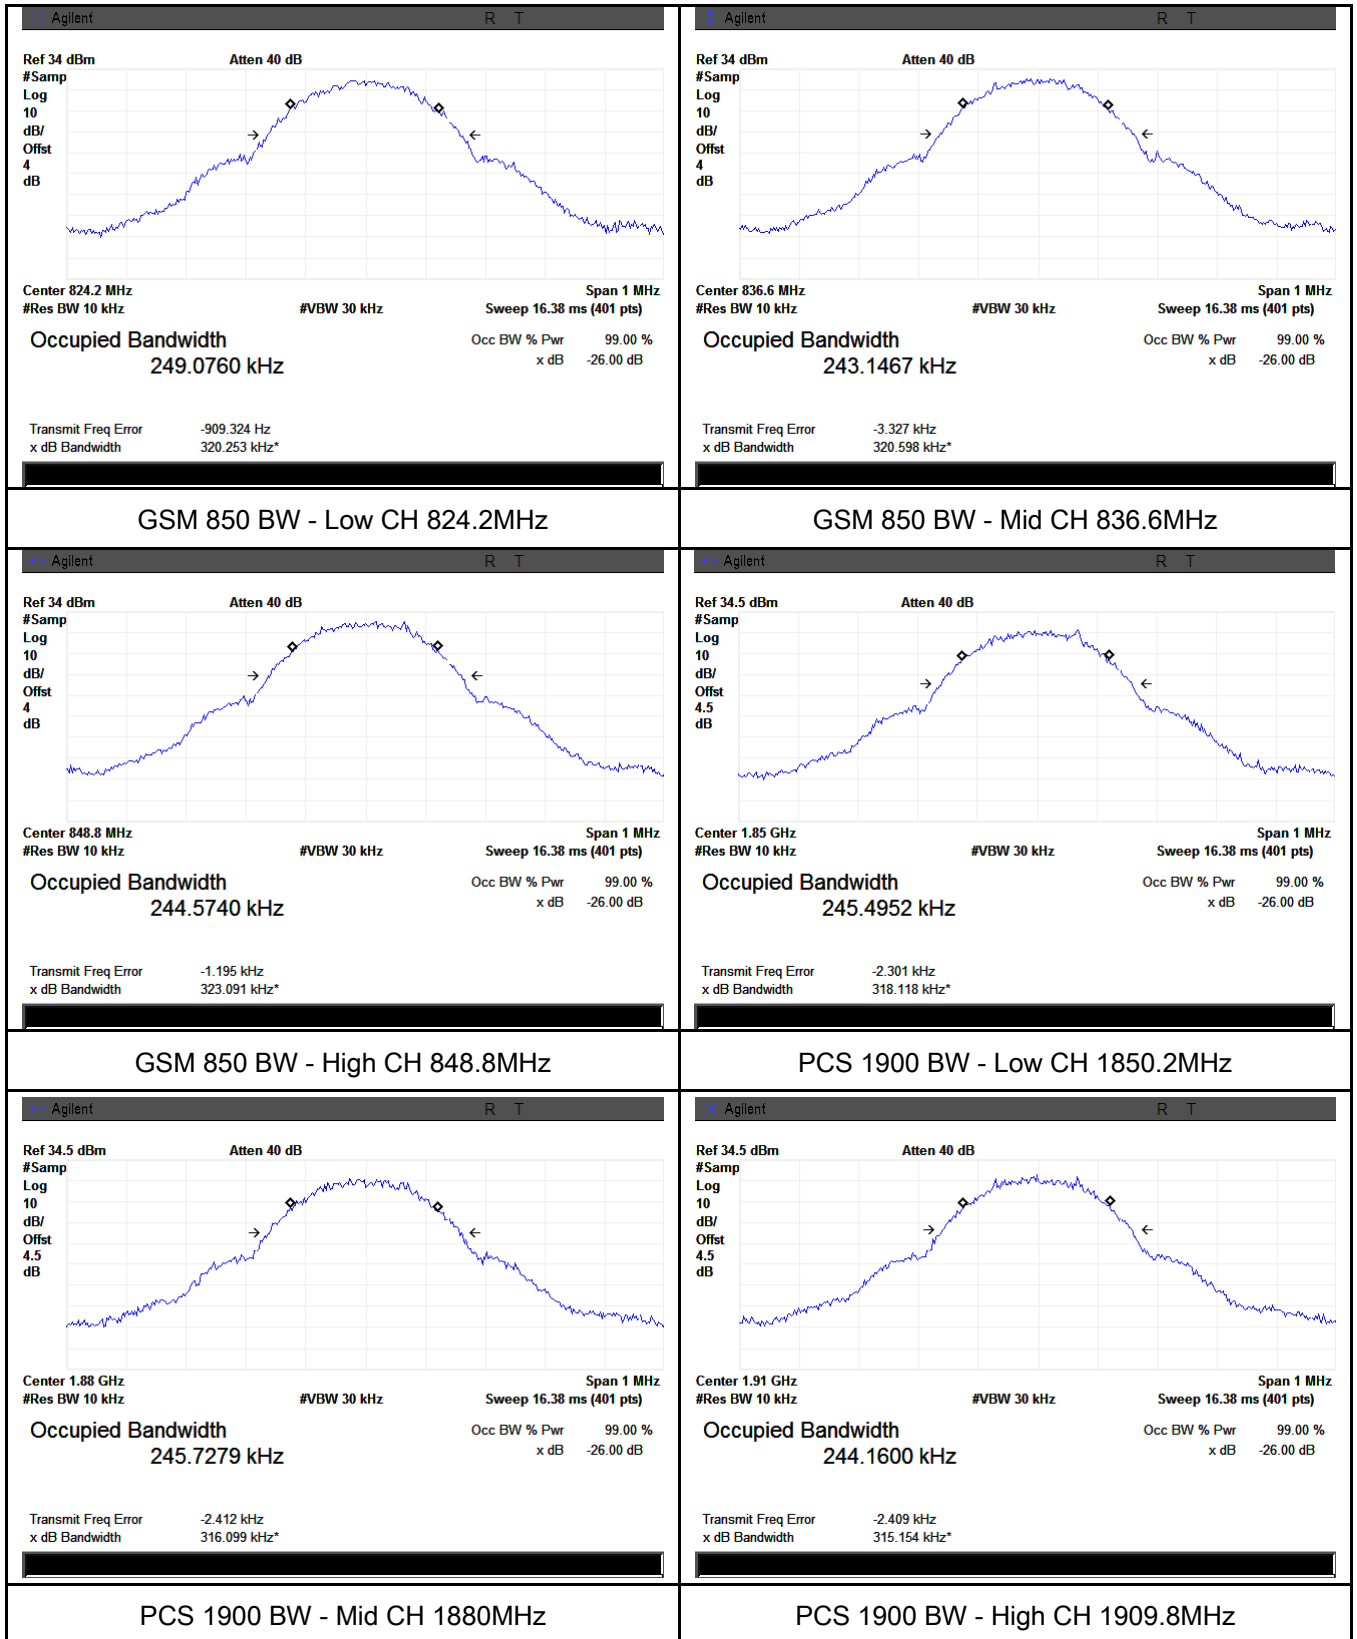 Agilent R T
Ref 34 dBm Atten 40 dB
#Samp
Log
10
dB/
Offst
4
dB
Center 824.2 MHz Span 1 MHz
#Res BW 10 kHz #VBW 30 kHz Sweep 16.38 ms (401 pts)
Occupied Bandwidth Occ BW % Pwr 99.00 %
249.0760 kHz x dB -26.00 dB
Transmit Freq Error -909.324 Hz
x dB Bandwidth 320.253 kHz*
GSM 850 BW - Low CH 824.2MHz
Agilent R T
Ref 34 dBm Atten 40 dB
#Samp
Log
10
dB/
Offst
4
dB
Center 836.6 MHz Span 1 MHz
#Res BW 10 kHz #VBW 30 kHz Sweep 16.38 ms (401 pts)
Occupied Bandwidth Occ BW % Pwr 99.00 %
243.1467 kHz x dB -26.00 dB
Transmit Freq Error -3.327 kHz
x dB Bandwidth 320.598 kHz*
GSM 850 BW - Mid CH 836.6MHz
Agilent R T
Ref 34 dBm Atten 40 dB
#Samp
Log
10
dB/
Offst
4
dB
Center 848.8 MHz Span 1 MHz
#Res BW 10 kHz #VBW 30 kHz Sweep 16.38 ms (401 pts)
Occupied Bandwidth Occ BW % Pwr 99.00 %
244.5740 kHz x dB -26.00 dB
Transmit Freq Error -1.195 kHz
x dB Bandwidth 323.091 kHz*
GSM 850 BW - High CH 848.8MHz
Agilent R T
Ref 34.5 dBm Atten 40 dB
#Samp
Log
10
dB/
Offst
4.5
dB
Center 1.85 GHz Span 1 MHz
#Res BW 10 kHz #VBW 30 kHz Sweep 16.38 ms (401 pts)
Occupied Bandwidth Occ BW % Pwr 99.00 %
245.4952 kHz x dB -26.00 dB
Transmit Freq Error -2.301 kHz
x dB Bandwidth 318.118 kHz*
PCS 1900 BW - Low CH 1850.2MHz
Agilent R T
Ref 34.5 dBm Atten 40 dB
#Samp
Log
10
dB/
Offst
4.5
dB
Center 1.88 GHz Span 1 MHz
#Res BW 10 kHz #VBW 30 kHz Sweep 16.38 ms (401 pts)
Occupied Bandwidth Occ BW % Pwr 99.00 %
245.7279 kHz x dB -26.00 dB
Transmit Freq Error -2.412 kHz
x dB Bandwidth 316.099 kHz*
PCS 1900 BW - Mid CH 1880MHz
Agilent R T
Ref 34.5 dBm Atten 40 dB
#Samp
Log
10
dB/
Offst
4.5
dB
Center 1.91 GHz Span 1 MHz
#Res BW 10 kHz #VBW 30 kHz Sweep 16.38 ms (401 pts)
Occupied Bandwidth Occ BW % Pwr 99.00 %
244.1600 kHz x dB -26.00 dB
Transmit Freq Error -2.409 kHz
x dB Bandwidth 315.154 kHz*
PCS 1900 BW - High CH 1909.8MHz